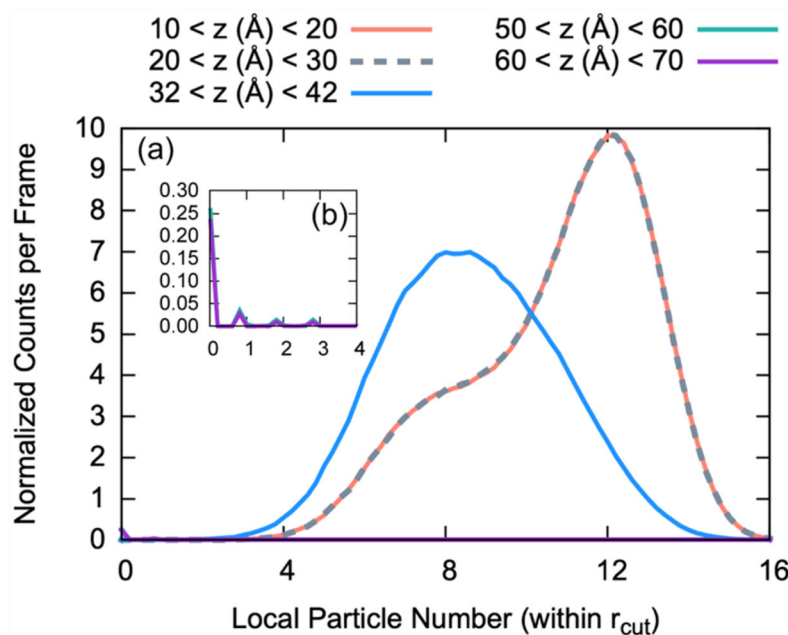 10 < z (Å) < 20
20 < z (Å) < 30
32 < z (Å) < 42
50 < z (Å) < 60
60 < z (Å) < 70
Normalized Counts per Frame
10
9
8
7
6
5
4
3
2
1
0
(a)
0.30
0.25
0.20
0.15
0.10
0.05
0.00
(b)
0 1 2 3 4
0 4 8 12 16
Local Particle Number (within rcut)